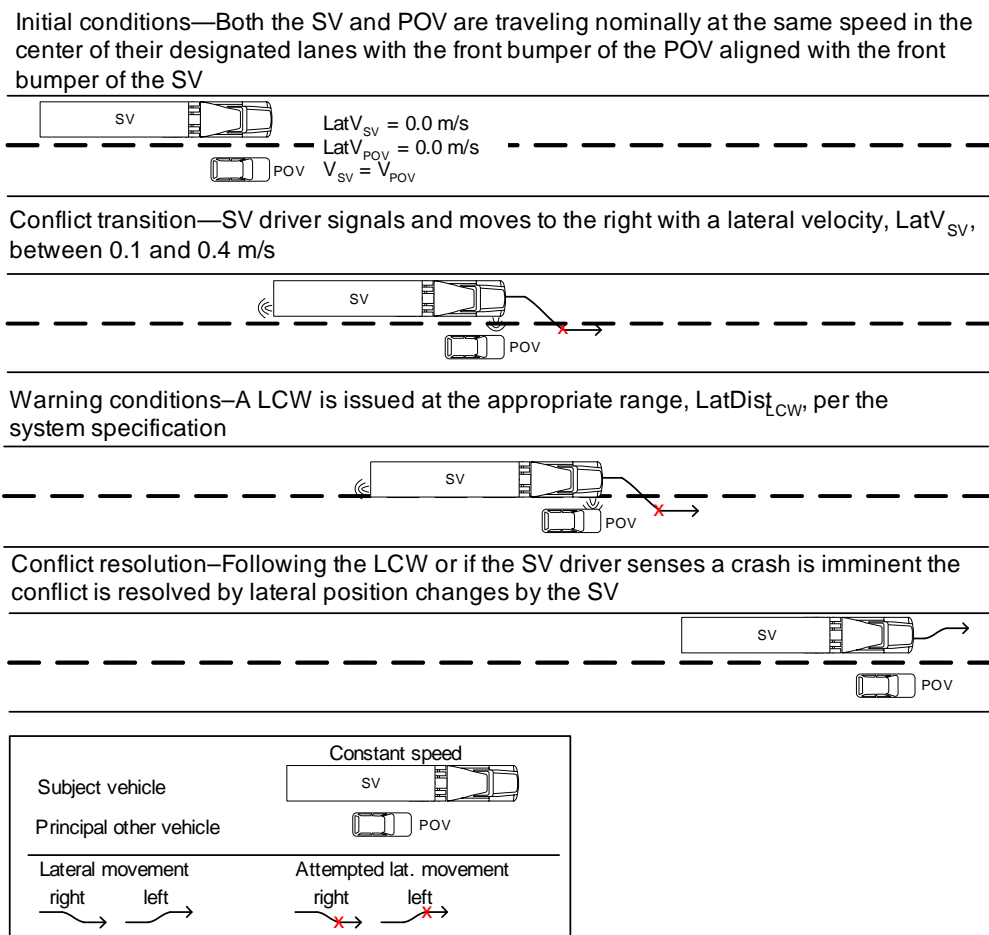 Initial conditions—Both the SV and POV are traveling nominally at the same speed in the
center of their designated lanes with the front bumper of the POV aligned with the front
bumper of the SV
SV
LatV_SV = 0.0 m/s
LatV_POV = 0.0 m/s
POV V_SV = V_POV
Conflict transition—SV driver signals and moves to the right with a lateral velocity, LatV_SV,
between 0.1 and 0.4 m/s
SV
POV
Warning conditions–A LCW is issued at the appropriate range, LatDist_LCW, per the
system specification
SV
POV
Conflict resolution–Following the LCW or if the SV driver senses a crash is imminent the
conflict is resolved by lateral position changes by the SV
SV
POV
Constant speed
Subject vehicle SV
Principal other vehicle POV
Lateral movement Attempted lat. movement
right left right left